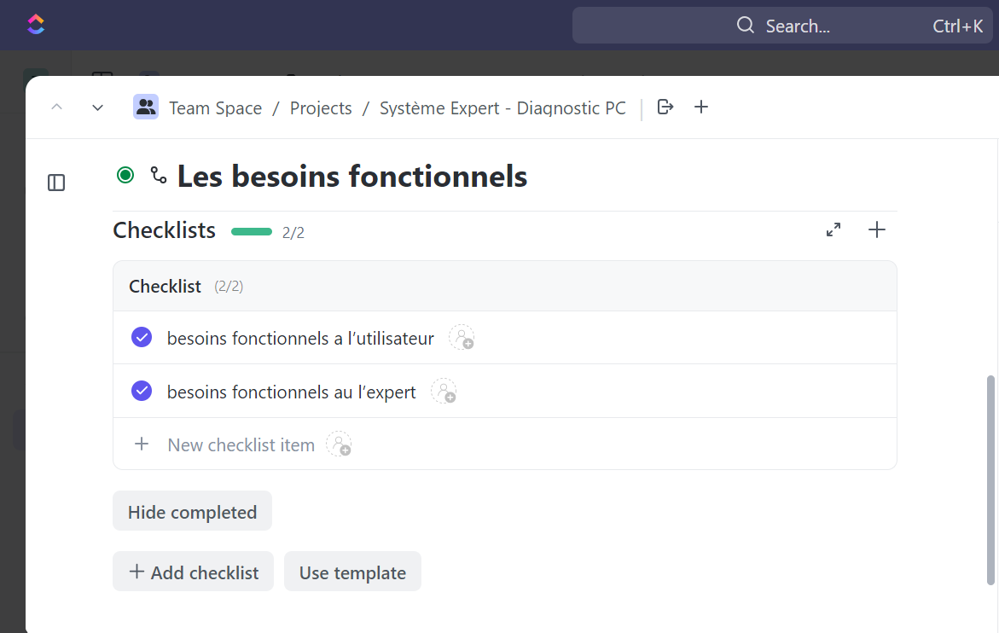 Search... Ctrl+K
Team Space / Projects / Système Expert - Diagnostic PC
Les besoins fonctionnels
Checklists 2/2
Checklist (2/2)
besoins fonctionnels a l’utilisateur
besoins fonctionnels au l’expert
New checklist item
Hide completed
Add checklist Use template